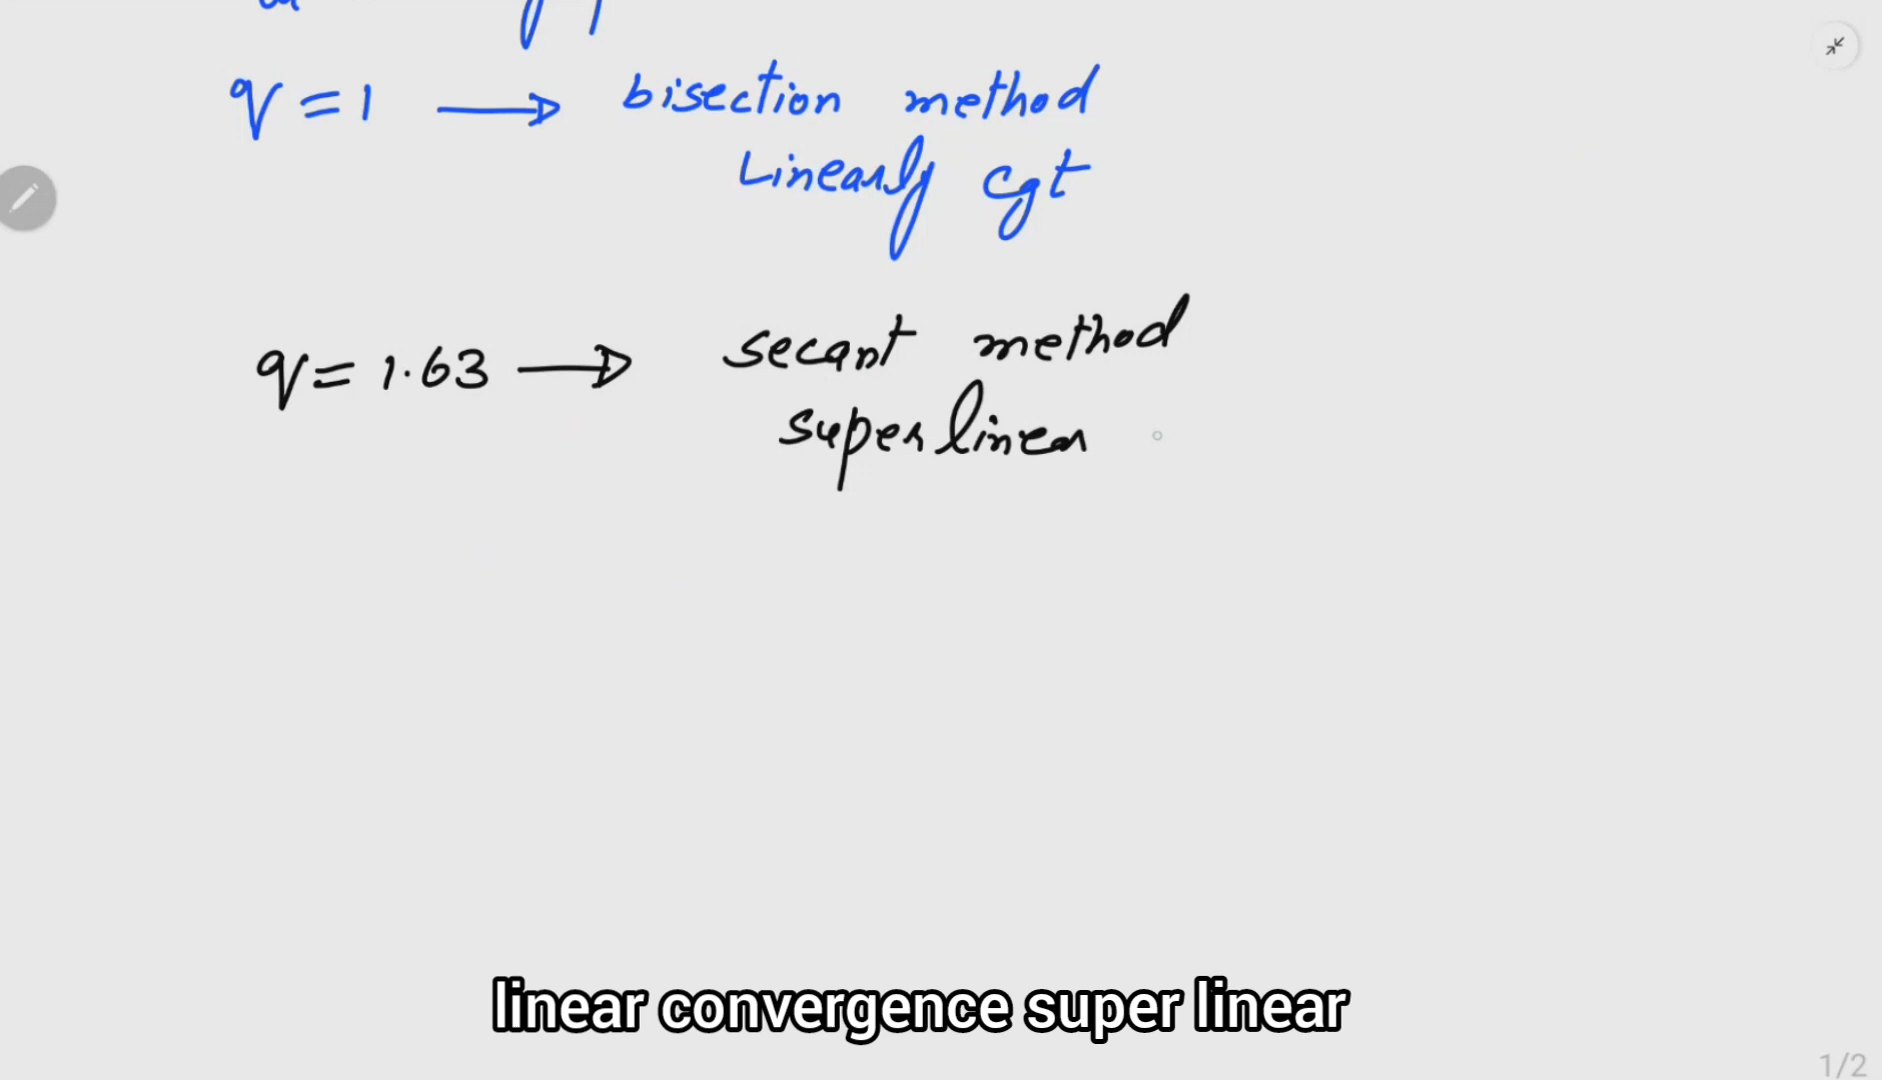 q = 1 → bisection method
Linearly cgt
q = 1.63 → secant method
superlinear
linear convergence super linear
1/2